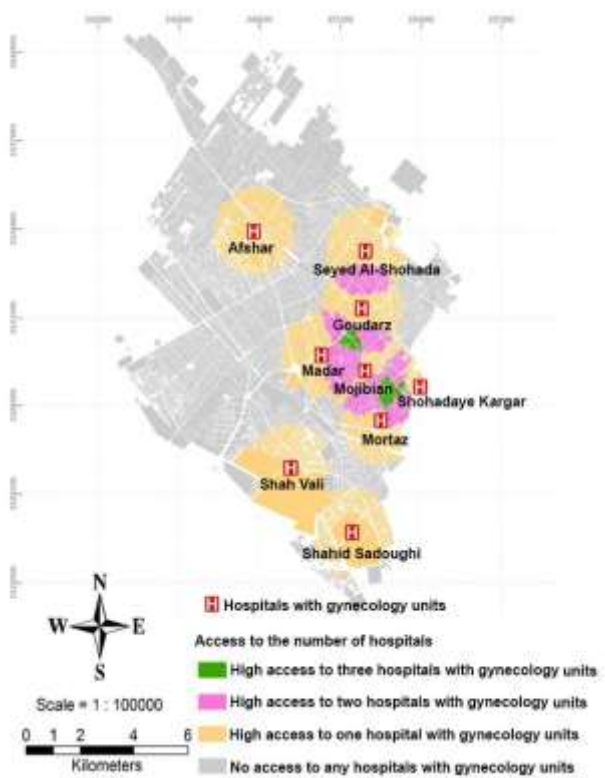 Afshar
Seyed Al-Shohada
Goudarz
Madar
Mojibian
Shohadaye Kargar
Mortaz
Shah Vali
Shahid Sadoughi
N
W E
S
Hospitals with gynecology units
Access to the number of hospitals
High access to three hospitals with gynecology units
High access to two hospitals with gynecology units
High access to one hospital with gynecology units
No access to any hospitals with gynecology units
Scale = 1 : 100000
0 1 2 4 6
Kilometers